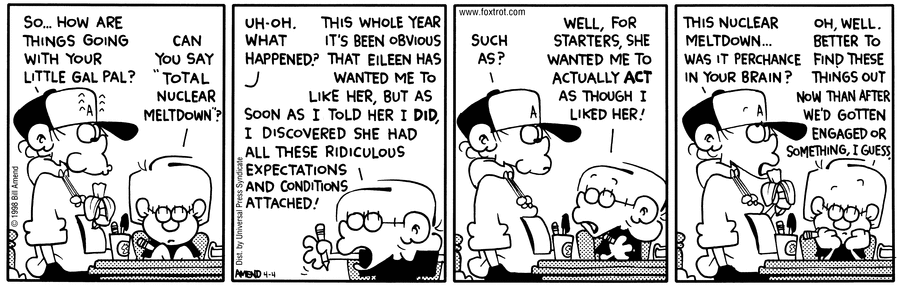 SO... HOW ARE
THINGS GOING
WITH YOUR
LITTLE GAL PAL?
CAN
YOU SAY
"TOTAL
NUCLEAR
MELTDOWN"?
A
© 1998 Bill Amend
UH-OH.
WHAT
HAPPENED?
THIS WHOLE YEAR
IT'S BEEN OBVIOUS
THAT EILEEN HAS
WANTED ME TO
LIKE HER, BUT AS
SOON AS I TOLD HER I DID,
I DISCOVERED SHE HAD
ALL THESE RIDICULOUS
EXPECTATIONS
AND CONDITIONS
ATTACHED!
Dist. by Universal Press Syndicate
AMEND 4-4
www.foxtrot.com
SUCH
AS?
WELL, FOR
STARTERS, SHE
WANTED ME TO
ACTUALLY ACT
AS THOUGH I
LIKED HER!
A
THIS NUCLEAR
MELTDOWN...
WAS IT PERCHANCE
IN YOUR BRAIN?
OH, WELL.
BETTER TO
FIND THESE
THINGS OUT
NOW THAN AFTER
WE'D GOTTEN
ENGAGED OR
SOMETHING, I GUESS.
A